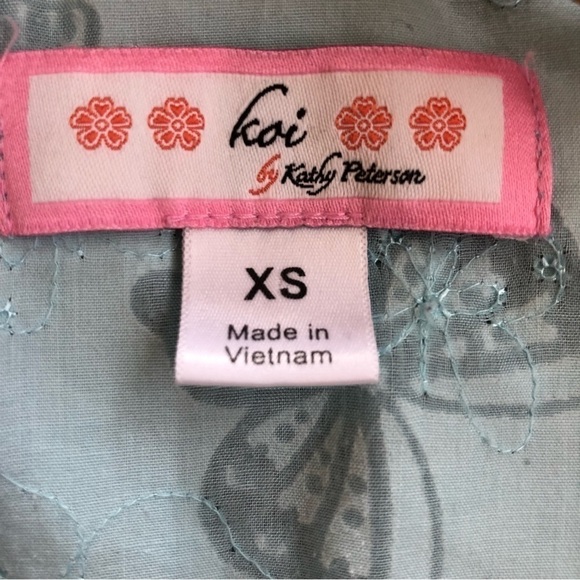 koi
by Kathy Peterson
XS
Made in
Vietnam